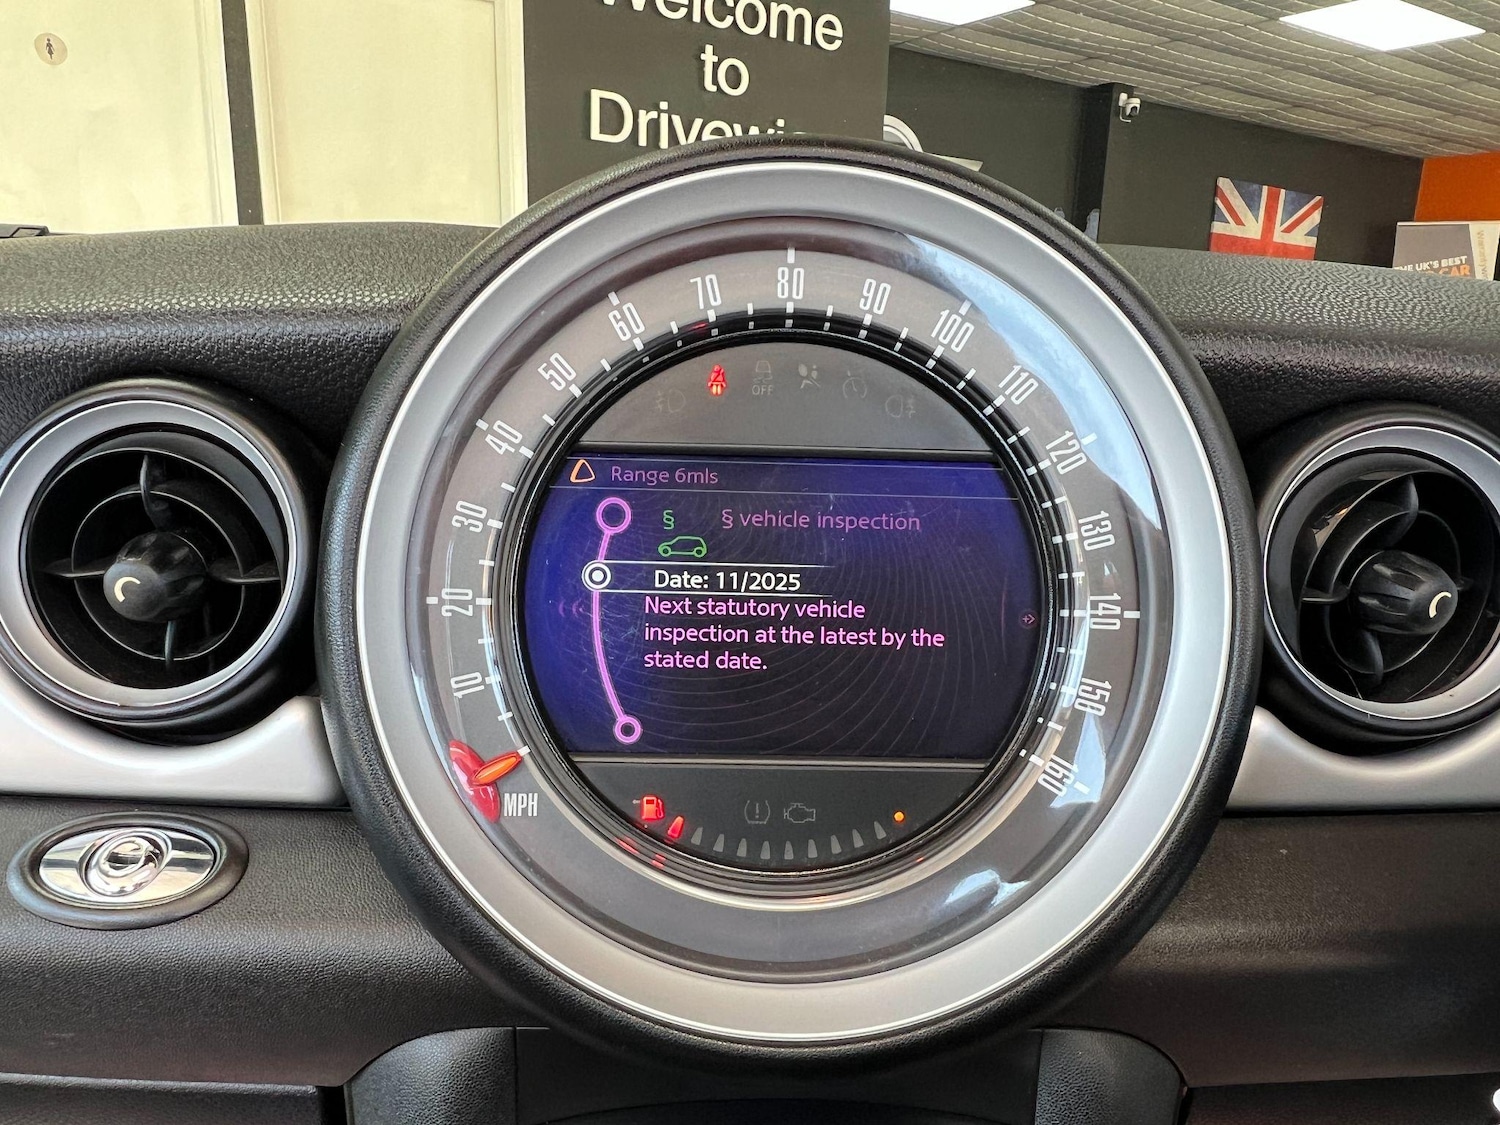 Welcome
to
70
80
90
60
100
50
110
40
OFF
120
Range 6mls
30
§ § vehicle inspection
130
Date: 11/2025
20
Next statutory vehicle
140
inspection at the latest by the
stated date.
10
150
160
MPH
UK'S BEST
CAR